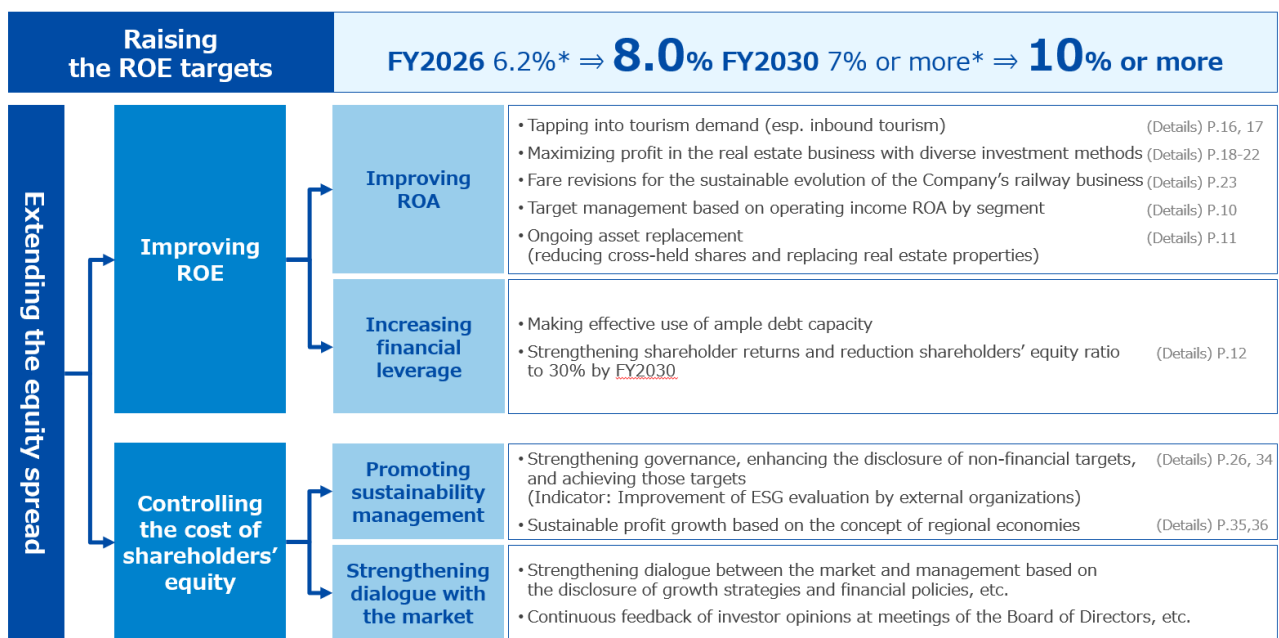 Raising
the ROE targets
FY2026 6.2%* ⇒ 8.0% FY2030 7% or more* ⇒ 10% or more
Extending the equity spread
Improving
ROE
Improving
ROA
• Tapping into tourism demand (esp. inbound tourism) (Details) P.16, 17
• Maximizing profit in the real estate business with diverse investment methods (Details) P.18-22
• Fare revisions for the sustainable evolution of the Company's railway business (Details) P.23
• Target management based on operating income ROA by segment (Details) P.10
• Ongoing asset replacement (Details) P.11
(reducing cross-held shares and replacing real estate properties)
Increasing
financial
leverage
• Making effective use of ample debt capacity
• Strengthening shareholder returns and reduction shareholders' equity ratio (Details) P.12
to 30% by FY2030
Controlling
the cost of
shareholders'
equity
Promoting
sustainability
management
• Strengthening governance, enhancing the disclosure of non-financial targets, (Details) P.26, 34
and achieving those targets
(Indicator: Improvement of ESG evaluation by external organizations)
• Sustainable profit growth based on the concept of regional economies (Details) P.35,36
Strengthening
dialogue with
the market
• Strengthening dialogue between the market and management based on
the disclosure of growth strategies and financial policies, etc.
• Continuous feedback of investor opinions at meetings of the Board of Directors, etc.